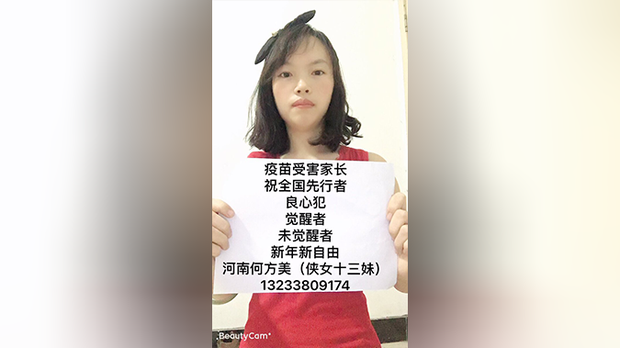 疫苗受害家长
祝全国先行者
良心犯
觉醒者
未觉醒者
新年新自由
河南何方美（侠女十三妹）
13233809174
BeautyCam